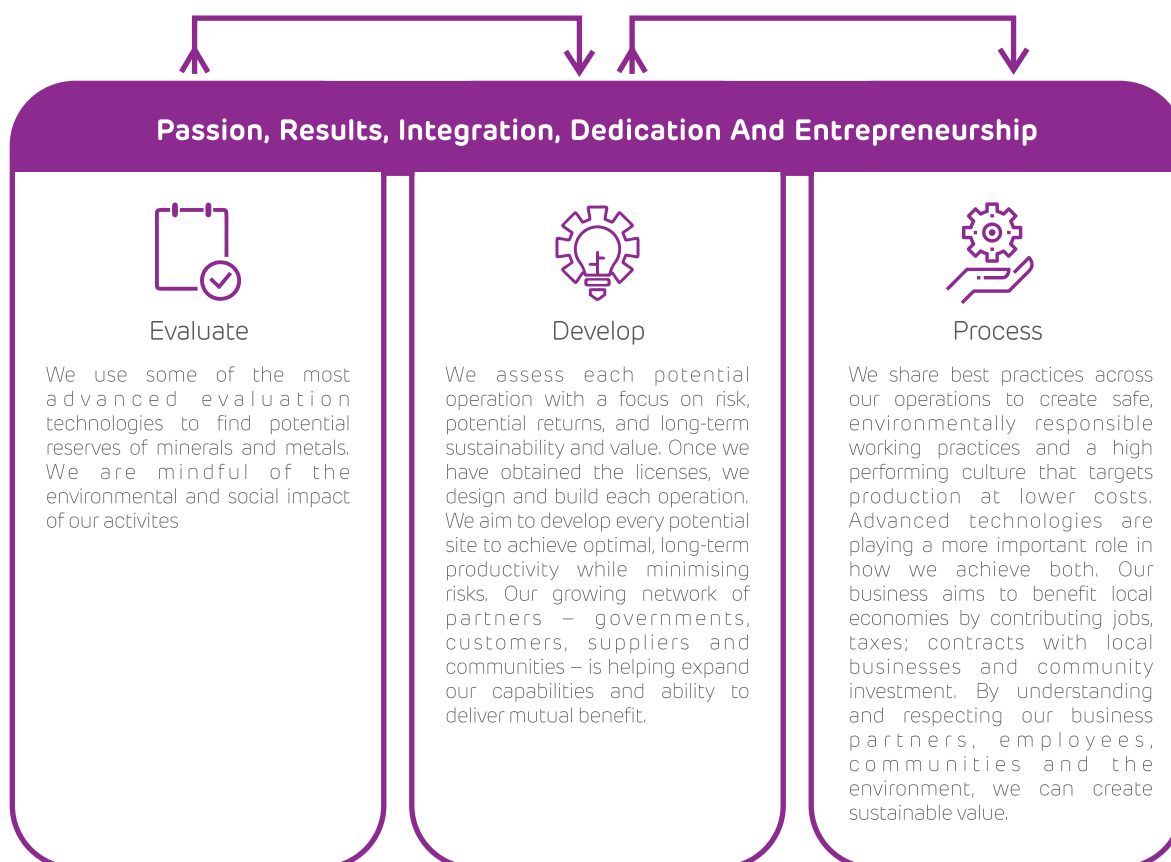 Passion, Results, Integration, Dedication And Entrepreneurship
Evaluate
We use some of the most
advanced evaluation
technologies to find potential
reserves of minerals and metals.
We are mindful of the
environmental and social impact
of our activites
Develop
We assess each potential
operation with a focus on risk,
potential returns, and long-term
sustainability and value. Once we
have obtained the licenses, we
design and build each operation.
We aim to develop every potential
site to achieve optimal, long-term
productivity while minimising
risks. Our growing network of
partners – governments,
customers, suppliers and
communities – is helping expand
our capabilities and ability to
deliver mutual benefit.
Process
We share best practices across
our operations to create safe,
environmentally responsible
working practices and a high
performing culture that targets
production at lower costs.
Advanced technologies are
playing a more important role in
how we achieve both. Our
business aims to benefit local
economies by contributing jobs,
taxes; contracts with local
businesses and community
investment. By understanding
and respecting our business
partners, employees,
communities and the
environment, we can create
sustainable value.